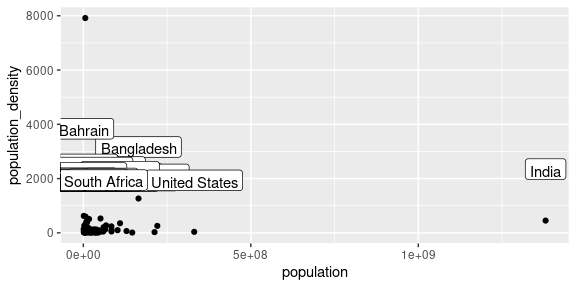 8000
6000
4000
2000
0
population_density
Bahrain
Bangladesh
India
South Africa
United States
0e+00
5e+08
1e+09
population